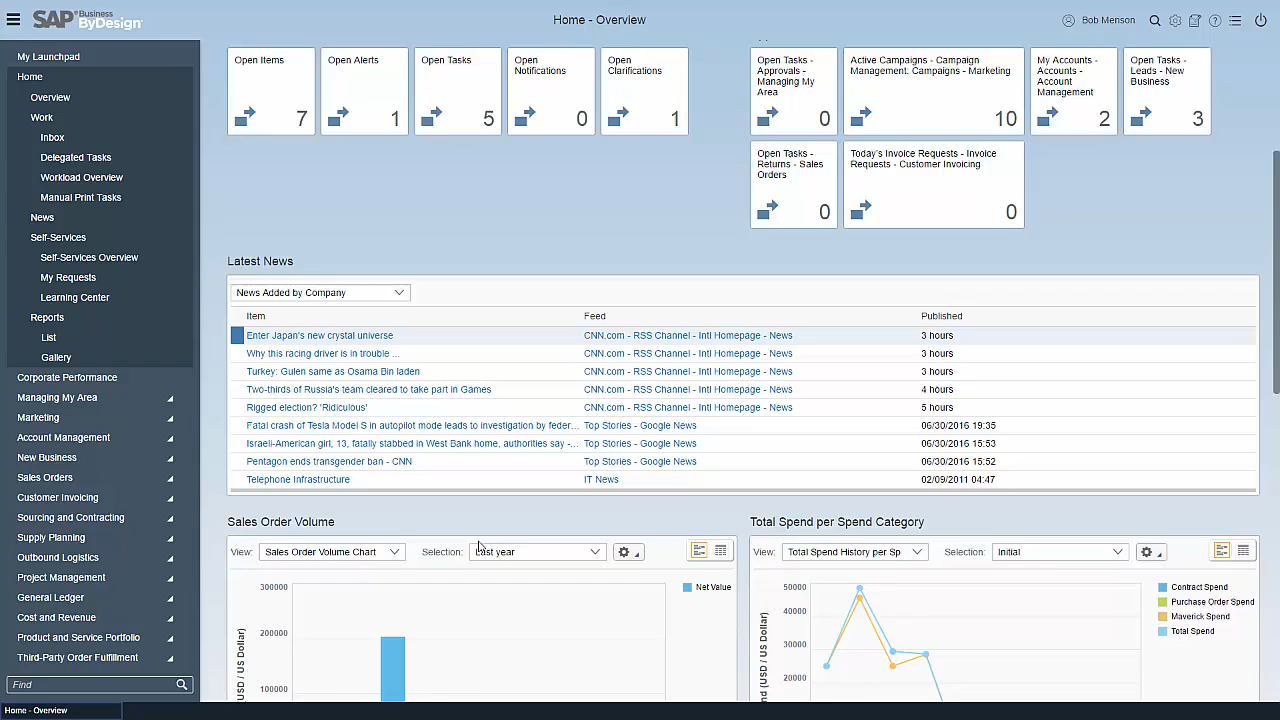 SAP Business ByDesign
Home - Overview
Bob Menson
My Launchpad
Home
Overview
Work
Inbox
Delegated Tasks
Workload Overview
Manual Print Tasks
News
Self-Services
Self-Services Overview
My Requests
Learning Center
Reports
List
Gallery
Corporate Performance
Managing My Area
Marketing
Account Management
New Business
Sales Orders
Customer Invoicing
Sourcing and Contracting
Supply Planning
Outbound Logistics
Project Management
General Ledger
Cost and Revenue
Product and Service Portfolio
Third-Party Order Fulfillment
Find
Home - Overview
Open Items
7
Open Alerts
1
Open Tasks
5
Open
Notifications
0
Open
Clarifications
1
Open Tasks -
Approvals -
Managing My
Area
0
Active Campaigns - Campaign
Management: Campaigns - Marketing
10
My Accounts -
Accounts -
Account
Management
2
Open Tasks -
Leads - New
Business
3
Open Tasks -
Returns - Sales
Orders
0
Today's Invoice Requests - Invoice
Requests - Customer Invoicing
0
Latest News
News Added by Company
Item Feed Published
Enter Japan's new crystal universe CNN.com - RSS Channel - Intl Homepage - News 3 hours
Why this racing driver is in trouble ... CNN.com - RSS Channel - Intl Homepage - News 3 hours
Turkey: Gulen same as Osama Bin laden CNN.com - RSS Channel - Intl Homepage - News 3 hours
Two-thirds of Russia's team cleared to take part in Games CNN.com - RSS Channel - Intl Homepage - News 4 hours
Rigged election? 'Ridiculous' CNN.com - RSS Channel - Intl Homepage - News 5 hours
Fatal crash of Tesla Model S in autopilot mode leads to investigation by feder... Top Stories - Google News 06/30/2016 19:35
Israeli-American girl, 13, fatally stabbed in West Bank home, authorities say -... Top Stories - Google News 06/30/2016 15:53
Pentagon ends transgender ban - CNN Top Stories - Google News 06/30/2016 15:52
Telephone Infrastructure IT News 02/09/2011 04:47
Sales Order Volume
View: Sales Order Volume Chart Selection: Last year
300000
200000
100000
(USD / US Dollar)
Net Value
Total Spend per Spend Category
View: Total Spend History per Sp Selection: Initial
50000
40000
30000
20000
nd (USD / US Dollar)
Contract Spend
Purchase Order Spend
Maverick Spend
Total Spend